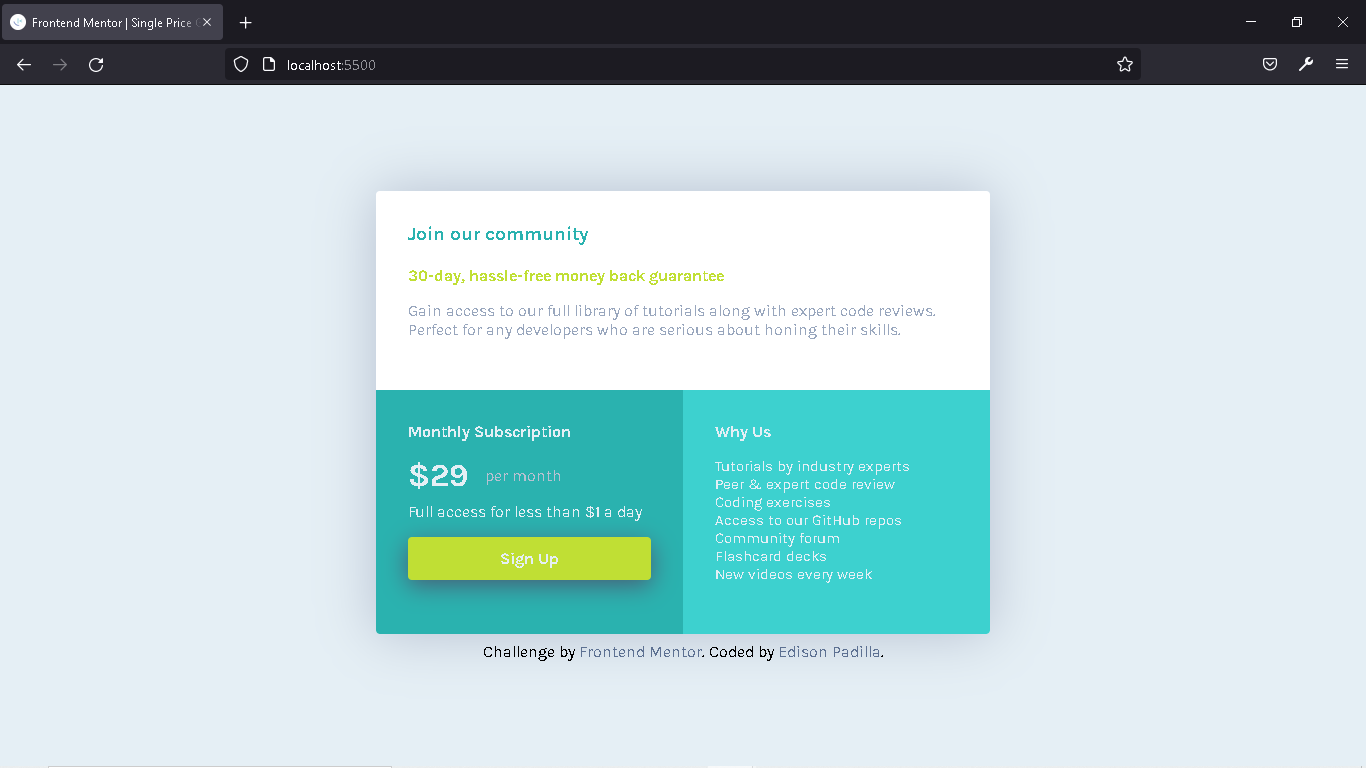 Frontend Mentor | Single Price
localhost:5500
Join our community
30-day, hassle-free money back guarantee
Gain access to our full library of tutorials along with expert code reviews.
Perfect for any developers who are serious about honing their skills.
Monthly Subscription
$29 per month
Full access for less than $1 a day
Sign Up
Why Us
Tutorials by industry experts
Peer & expert code review
Coding exercises
Access to our GitHub repos
Community forum
Flashcard decks
New videos every week
Challenge by Frontend Mentor. Coded by Edison Padilla.